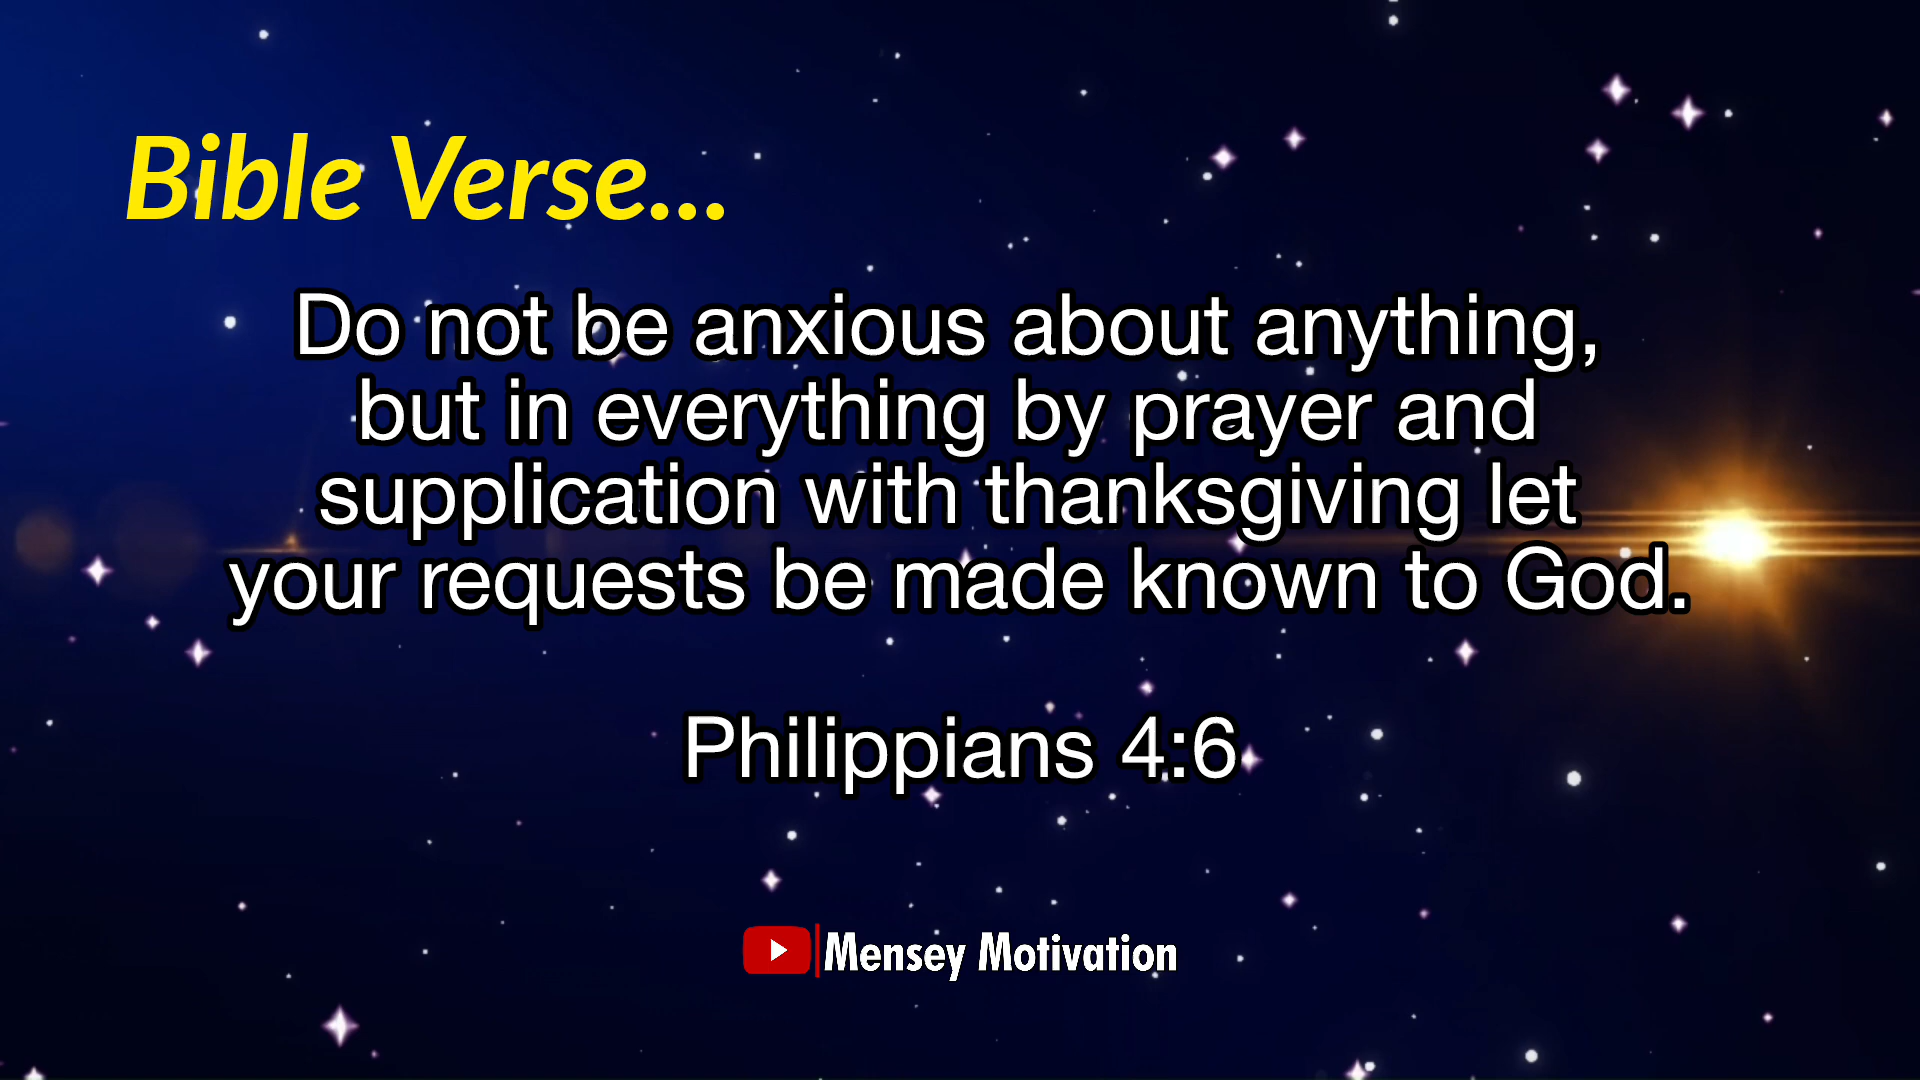 Bible Verse...
Do not be anxious about anything,
but in everything by prayer and
supplication with thanksgiving let
your requests be made known to God.
Philippians 4:6
Mensey Motivation